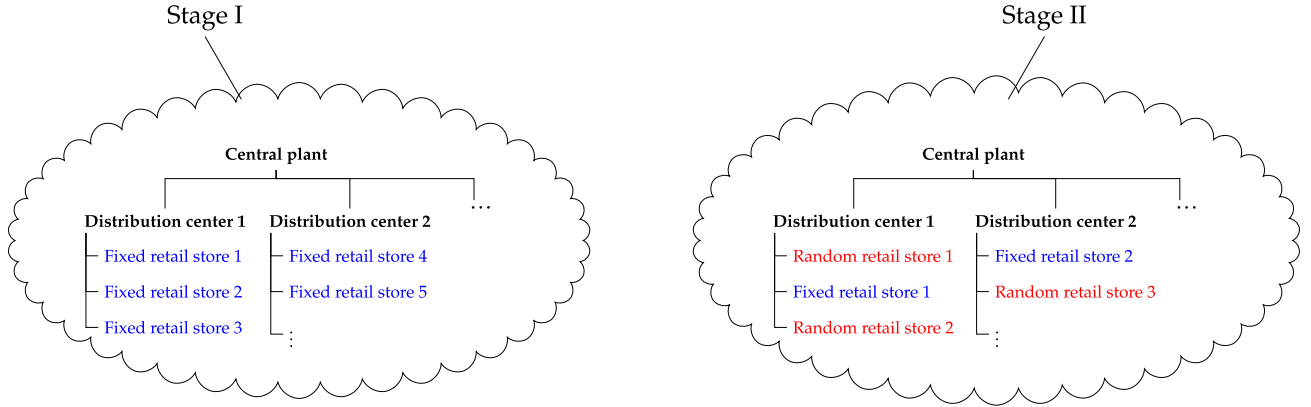 Stage I
Central plant
Distribution center 1
Fixed retail store 1
Fixed retail store 2
Fixed retail store 3
Distribution center 2
Fixed retail store 4
Fixed retail store 5
⋮
...
Stage II
Central plant
Distribution center 1
Random retail store 1
Fixed retail store 1
Random retail store 2
Distribution center 2
Fixed retail store 2
Random retail store 3
⋮
...